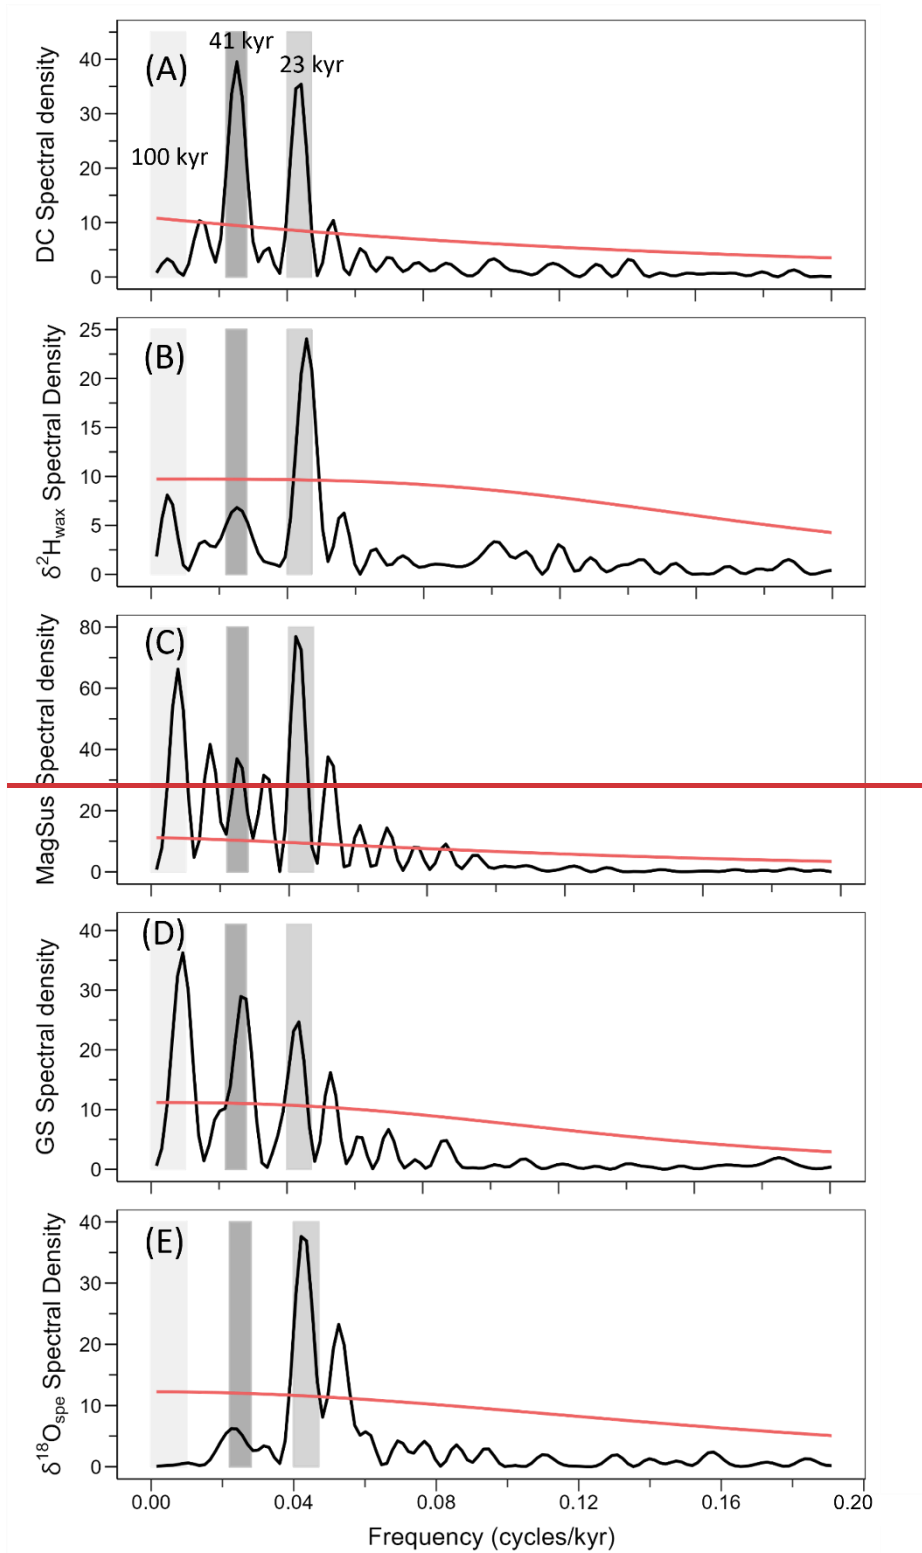 (A)
41 kyr
23 kyr
100 kyr
DC Spectral density
40
30
20
10
0
(B)
δ²H_wax Spectral Density
25
20
15
10
5
0
(C)
MagSus Spectral density
80
60
40
20
0
(D)
GS Spectral density
40
30
20
10
0
(E)
δ¹⁸O_spe Spectral Density
40
30
20
10
0
0.00 0.04 0.08 0.12 0.16 0.20
Frequency (cycles/kyr)